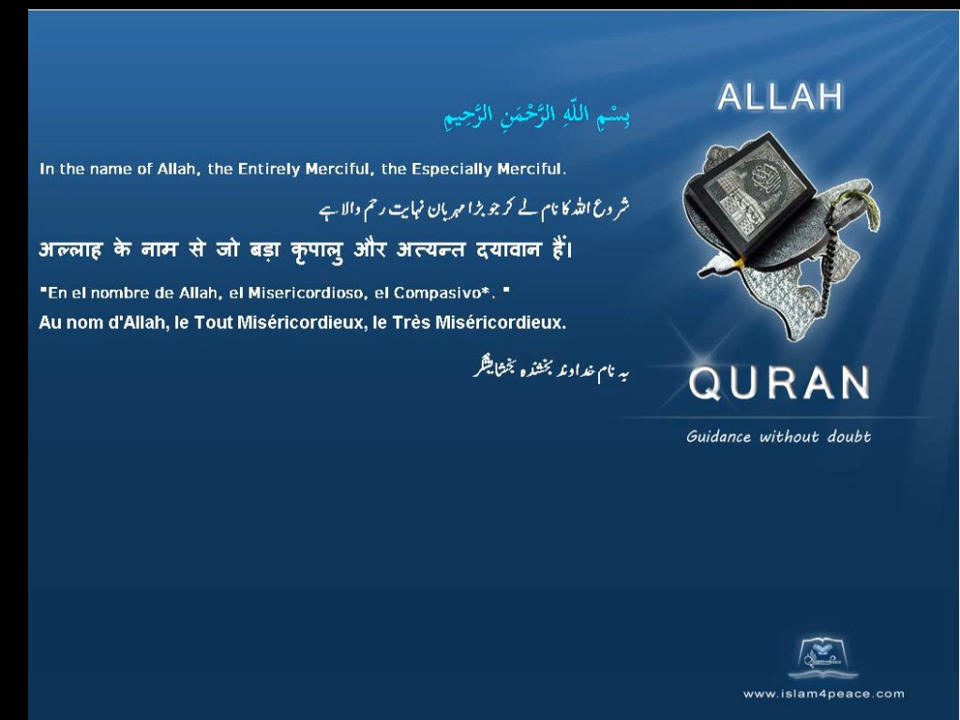 بِسْمِ اللّهِ الرَّحْمَنِ الرَّحِيمِ
In the name of Allah, the Entirely Merciful, the Especially Merciful.
شروع الله کا نام لے کر جو بڑا مہربان نہایت رحم والا ہے
अल्लाह के नाम से जो बड़ा कृपालु और अत्यन्त दयावान हैं।
"En el nombre de Allah, el Misericordioso, el Compasivo*. "
Au nom d'Allah, le Tout Miséricordieux, le Très Miséricordieux.
به نام خداوند بخشنده بخشایشگر
ALLAH
QURAN
Guidance without doubt
www.islam4peace.com